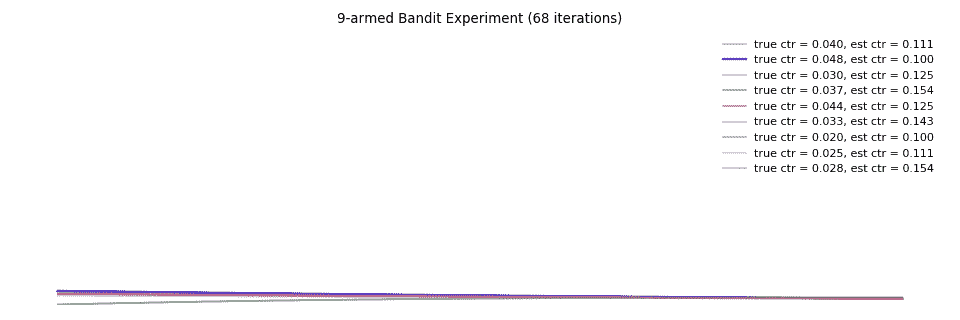 9-armed Bandit Experiment (68 iterations)
true ctr = 0.040, est ctr = 0.111
true ctr = 0.048, est ctr = 0.100
true ctr = 0.030, est ctr = 0.125
true ctr = 0.037, est ctr = 0.154
true ctr = 0.044, est ctr = 0.125
true ctr = 0.033, est ctr = 0.143
true ctr = 0.020, est ctr = 0.100
true ctr = 0.025, est ctr = 0.111
true ctr = 0.028, est ctr = 0.154